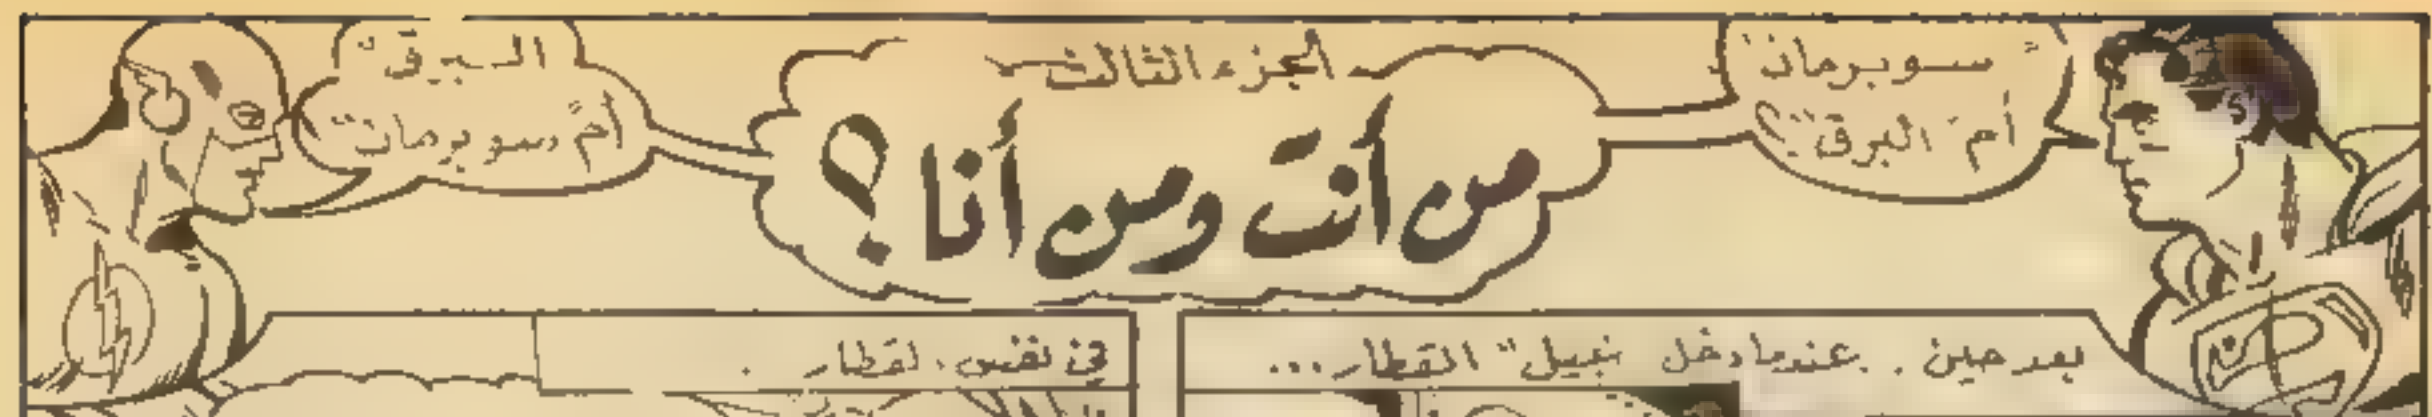 "سوبرمان"
أم "البرق"؟
الجزء الثالث
من أنت ومن أنا؟
"البرق"
أم "سوبرمان"
بعد حين.. عندما دخل "نبيل" القطار...
في نفس القطار.